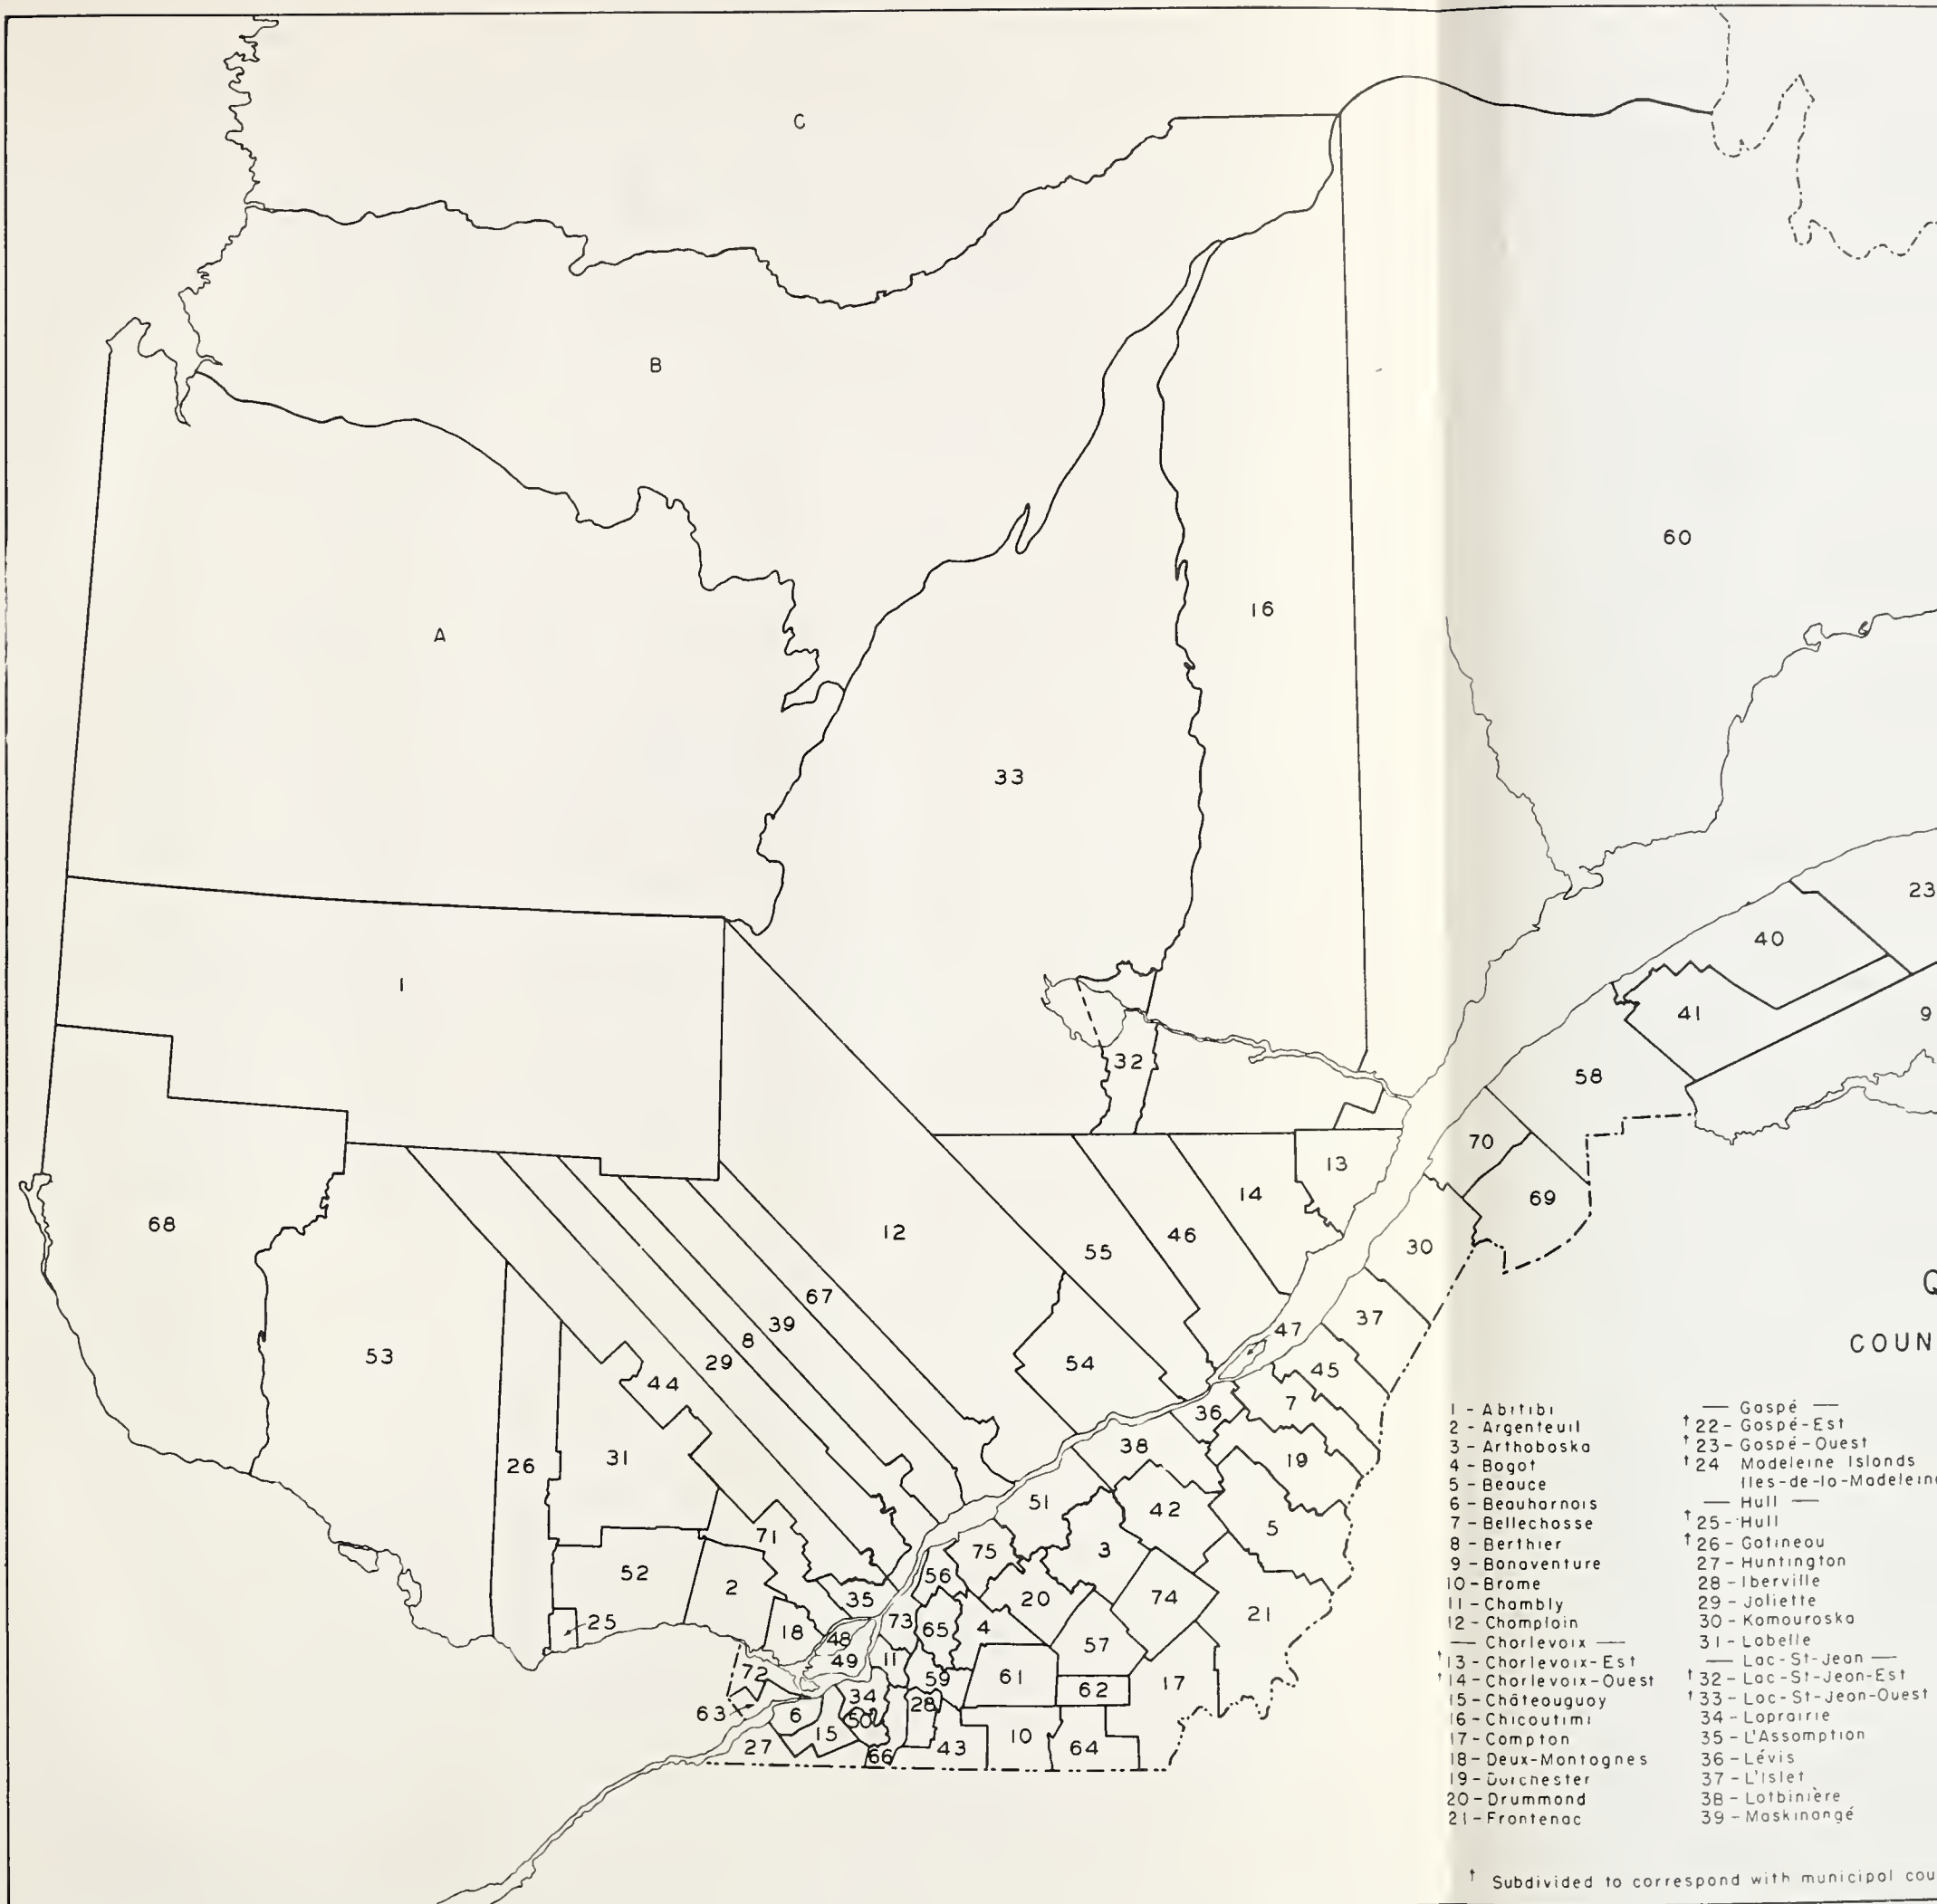 C
B
60
16
A
33
23
40
1
41
9
32
58
70
13
14
69
68
12
46
30
55
Q
67
37
39
47
COUN
8
53
29
54
45
44
7
36
38
19
31
26
51
42
5
71
3
75
52
56
2
74
35
20
21
25
73
65
4
18
48
57
49
11
72
59
61
17
62
34
28
63
6
50
15
10
27
66
43
64
1 - Abitibi
2 - Argenteuil
3 - Arthabaska
4 - Bagot
5 - Beauce
6 - Beauharnois
7 - Bellechasse
8 - Berthier
9 - Bonaventure
10 - Brome
11 - Chambly
12 - Champlain
— Charlevoix —
†13 - Charlevoix-Est
†14 - Charlevoix-Ouest
15 - Châteauguay
16 - Chicoutimi
17 - Compton
18 - Deux-Montagnes
19 - Dorchester
20 - Drummond
21 - Frontenac
— Gaspé —
†22 - Gaspé-Est
†23 - Gaspé-Ouest
†24 Madeleine Islands
Iles-de-la-Madeleine
— Hull —
†25 - Hull
†26 - Gatineau
27 - Huntington
28 - Iberville
29 - Joliette
30 - Kamouraska
31 - Labelle
— Lac-St-Jean —
†32 - Lac-St-Jean-Est
†33 - Lac-St-Jean-Ouest
34 - Laprairie
35 - L'Assomption
36 - Lévis
37 - L'Islet
38 - Lotbinière
39 - Maskinongé
† Subdivided to correspond with municipal cou